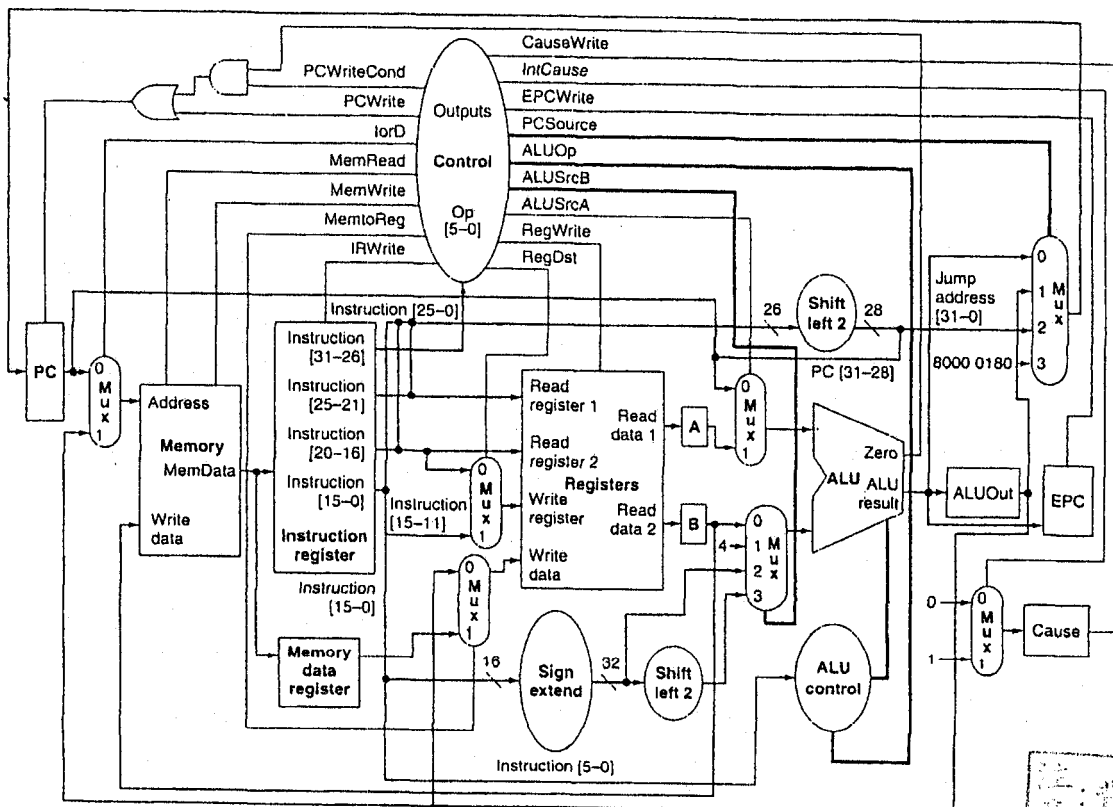 CauseWrite
IntCause
EPCWrite
PCSource
ALUOp
ALUSrcB
ALUSrcA
RegWrite
RegDst
PCWriteCond
PCWrite
IorD
MemRead
MemWrite
MemtoReg
IRWrite
Outputs
Control
Op
[5–0]
Instruction [25–0]
26
Shift
left 2
28
Jump
address
[31–0]
PC [31–28]
8000 0180
0
1
2
3
M
u
x
PC
0
M
u
x
1
Address
Memory
MemData
Write
data
Instruction
[31–26]
Instruction
[25–21]
Instruction
[20–16]
Instruction
[15–0]
Instruction
register
Instruction
[15–11]
0
M
u
x
1
Read
register 1
Read
register 2
Registers
Write
register
Write
data
Read
data 1
Read
data 2
A
B
0
M
u
x
1
4
0
1
2
3
M
u
x
Zero
ALU
ALU
result
ALUOut
EPC
Instruction
[15–0]
0
M
u
x
1
Memory
data
register
16
Sign
extend
32
Shift
left 2
ALU
control
Instruction [5–0]
0
1
0
M
u
x
1
Cause